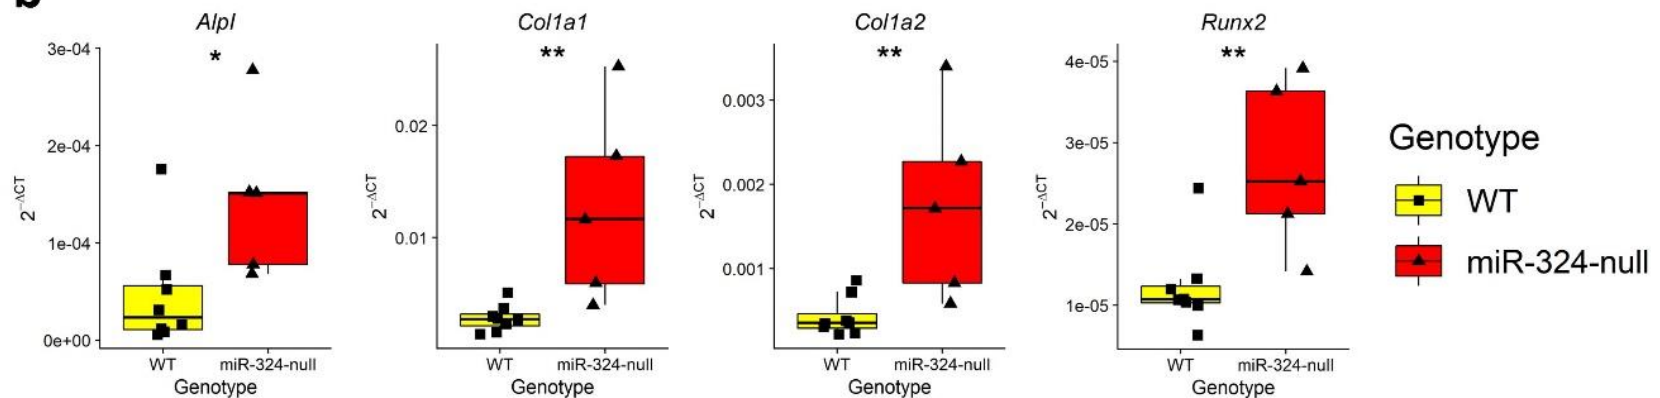 b
Alpl Col1a1 Col1a2 Runx2
* ** ** **
3e-04
2e-04
1e-04
0e+00
2^−ΔCT
WT miR-324-null
Genotype
0.02
0.01
2^−ΔCT
WT miR-324-null
Genotype
0.003
0.002
0.001
2^−ΔCT
WT miR-324-null
Genotype
4e-05
3e-05
2e-05
1e-05
2^−ΔCT
WT miR-324-null
Genotype
Genotype
WT
miR-324-null